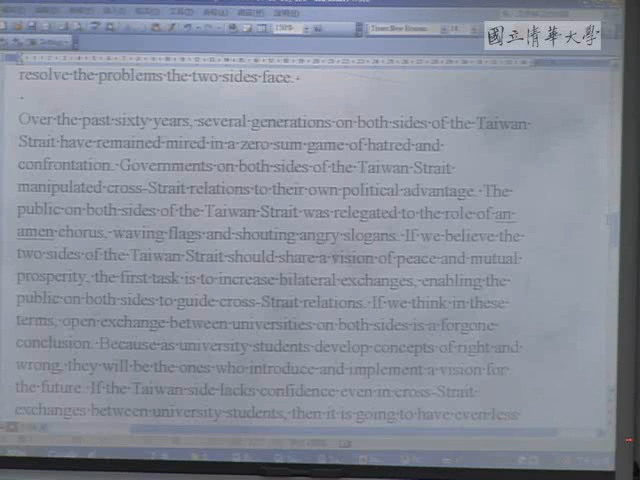 國立清華大學
Times New Roman
resolve the problems the two sides face.
Over the past sixty years, several generations on both sides of the Taiwan
Strait have remained mired in a zero sum game of hatred and
confrontation. Governments on both sides of the Taiwan Strait
manipulated cross-Strait relations to their own political advantage. The
public on both sides of the Taiwan Strait was relegated to the role of an
amen chorus, waving flags and shouting angry slogans. If we believe the
two sides of the Taiwan Strait should share a vision of peace and mutual
prosperity, the first task is to increase bilateral exchanges, enabling the
public on both sides to guide cross-Strait relations. If we think in these
terms, open exchange between universities on both sides is a forgone
conclusion. Because as university students develop concepts of right and
wrong, they will be the ones who introduce and implement a vision for
the future. If the Taiwan side lacks confidence even in cross-Strait
exchanges between university students, then it is going to have even less